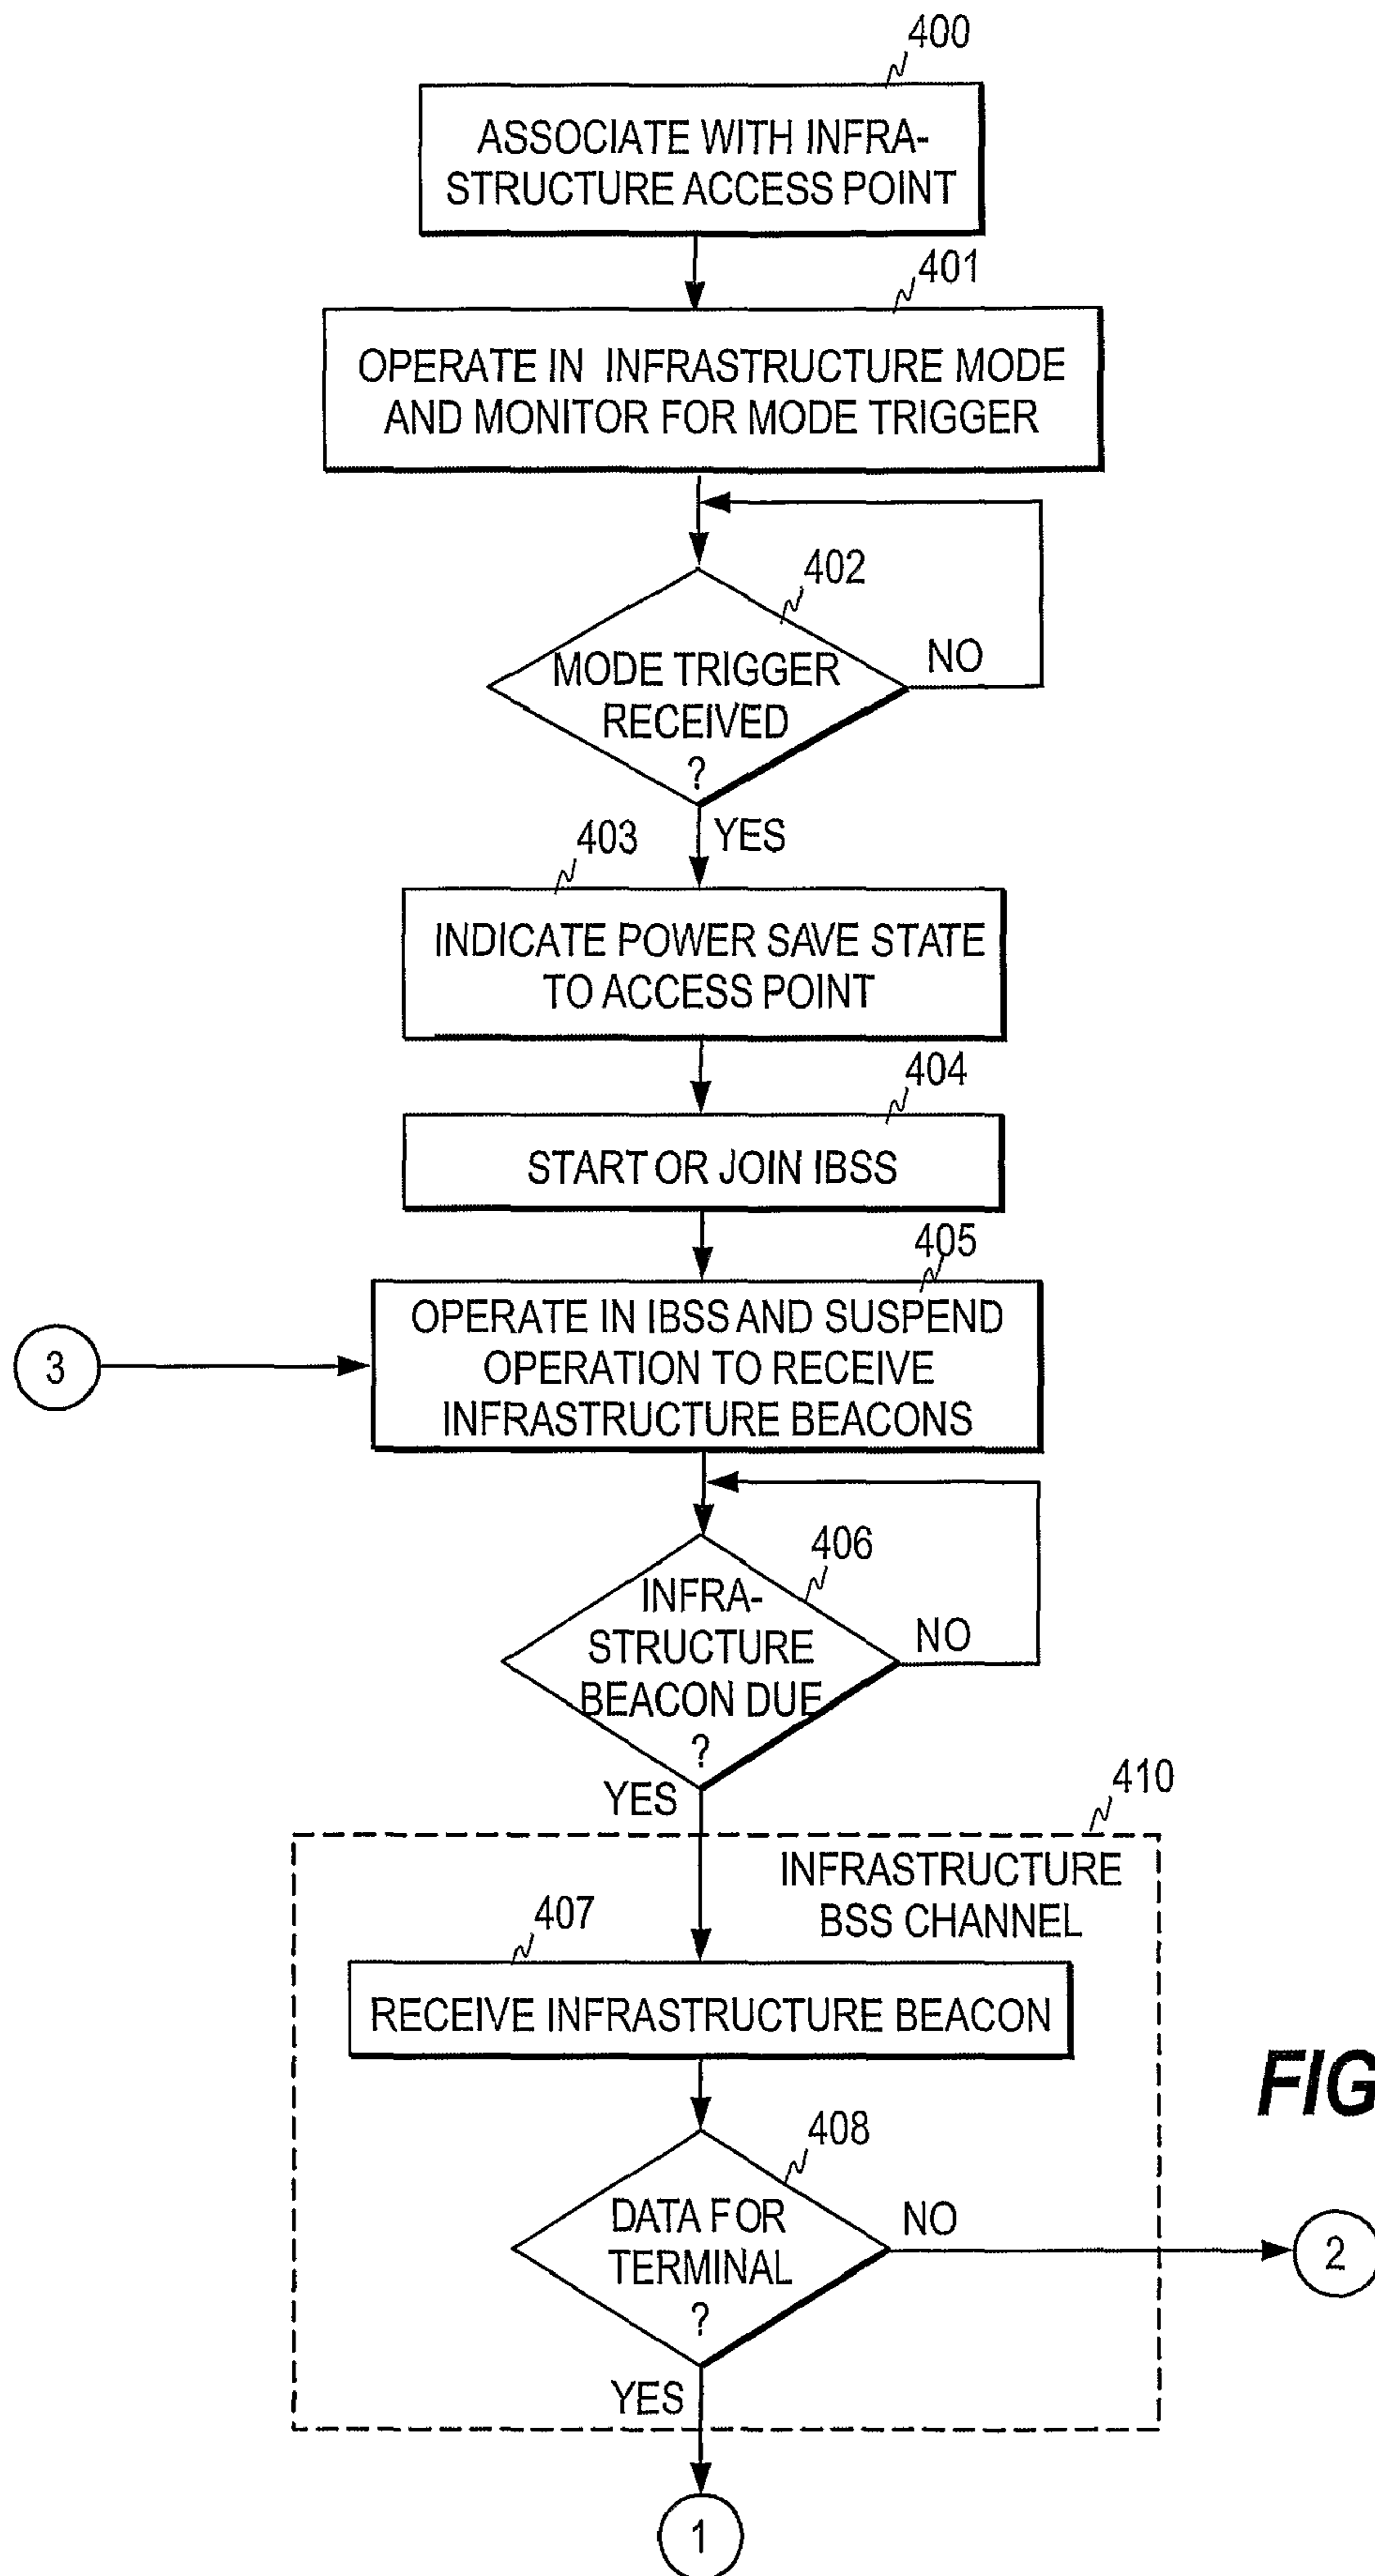 400
ASSOCIATE WITH INFRA-
STRUCTURE ACCESS POINT
401
OPERATE IN INFRASTRUCTURE MODE
AND MONITOR FOR MODE TRIGGER
402
MODE TRIGGER
RECEIVED
?
NO
YES
403
INDICATE POWER SAVE STATE
TO ACCESS POINT
404
START OR JOIN IBSS
405
OPERATE IN IBSS AND SUSPEND
OPERATION TO RECEIVE
INFRASTRUCTURE BEACONS
3
406
INFRA-
STRUCTURE
BEACON DUE
?
NO
YES
410
INFRASTRUCTURE
BSS CHANNEL
407
RECEIVE INFRASTRUCTURE BEACON
FIG
408
DATA FOR
TERMINAL
?
NO
2
YES
1